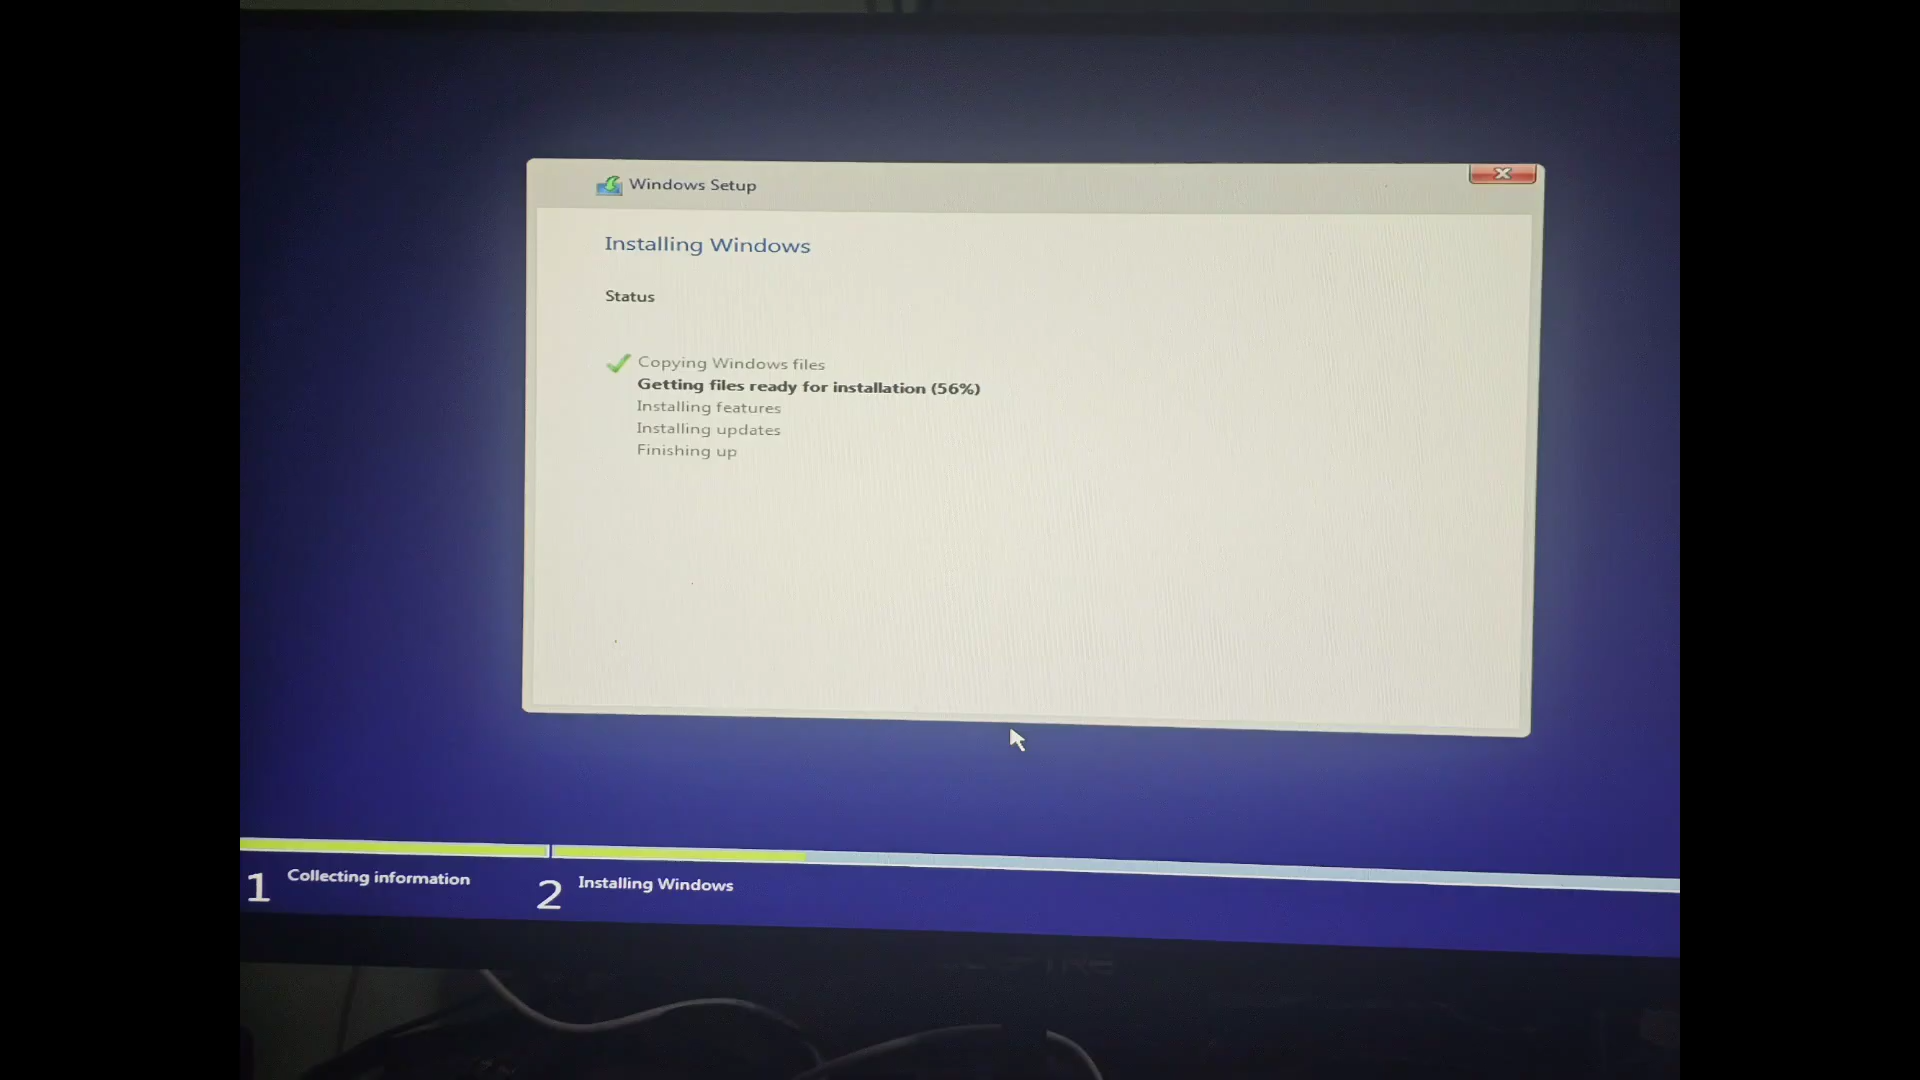 Windows Setup
Installing Windows
Status
Copying Windows files
Getting files ready for installation (56%)
Installing features
Installing updates
Finishing up
1 Collecting information
2 Installing Windows